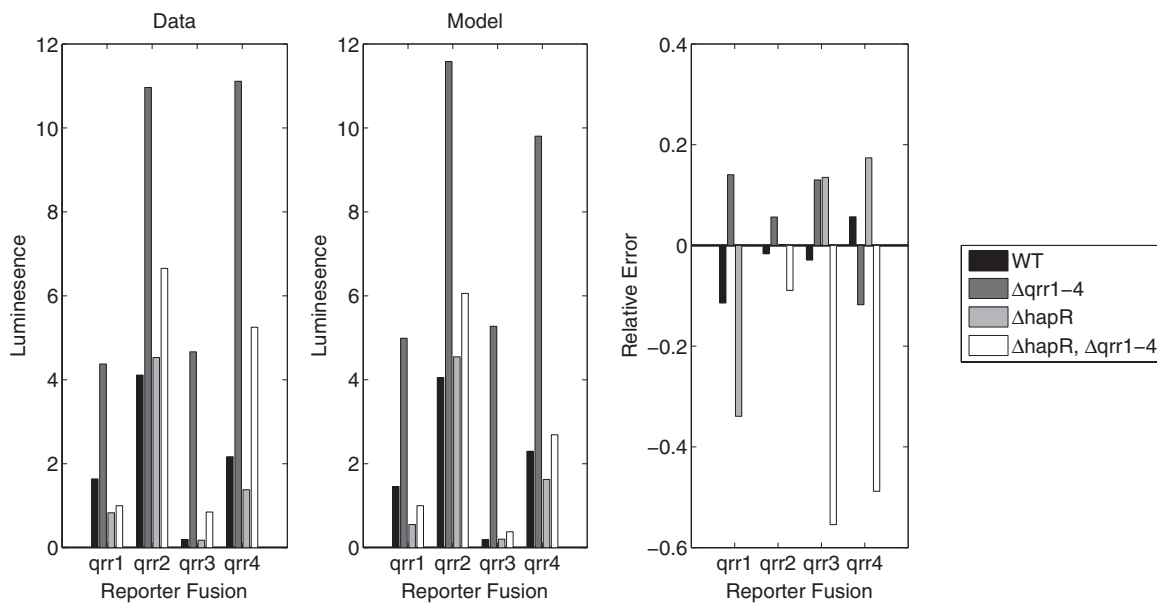 Data
12
10
8
6
4
2
0
Luminesence
qrr1 qrr2 qrr3 qrr4
Reporter Fusion
Model
12
10
8
6
4
2
0
Luminesence
qrr1 qrr2 qrr3 qrr4
Reporter Fusion
0.4
0.2
0
−0.2
−0.4
−0.6
Relative Error
qrr1 qrr2 qrr3 qrr4
Reporter Fusion
WT
Δqrr1−4
ΔhapR
ΔhapR, Δqrr1−4